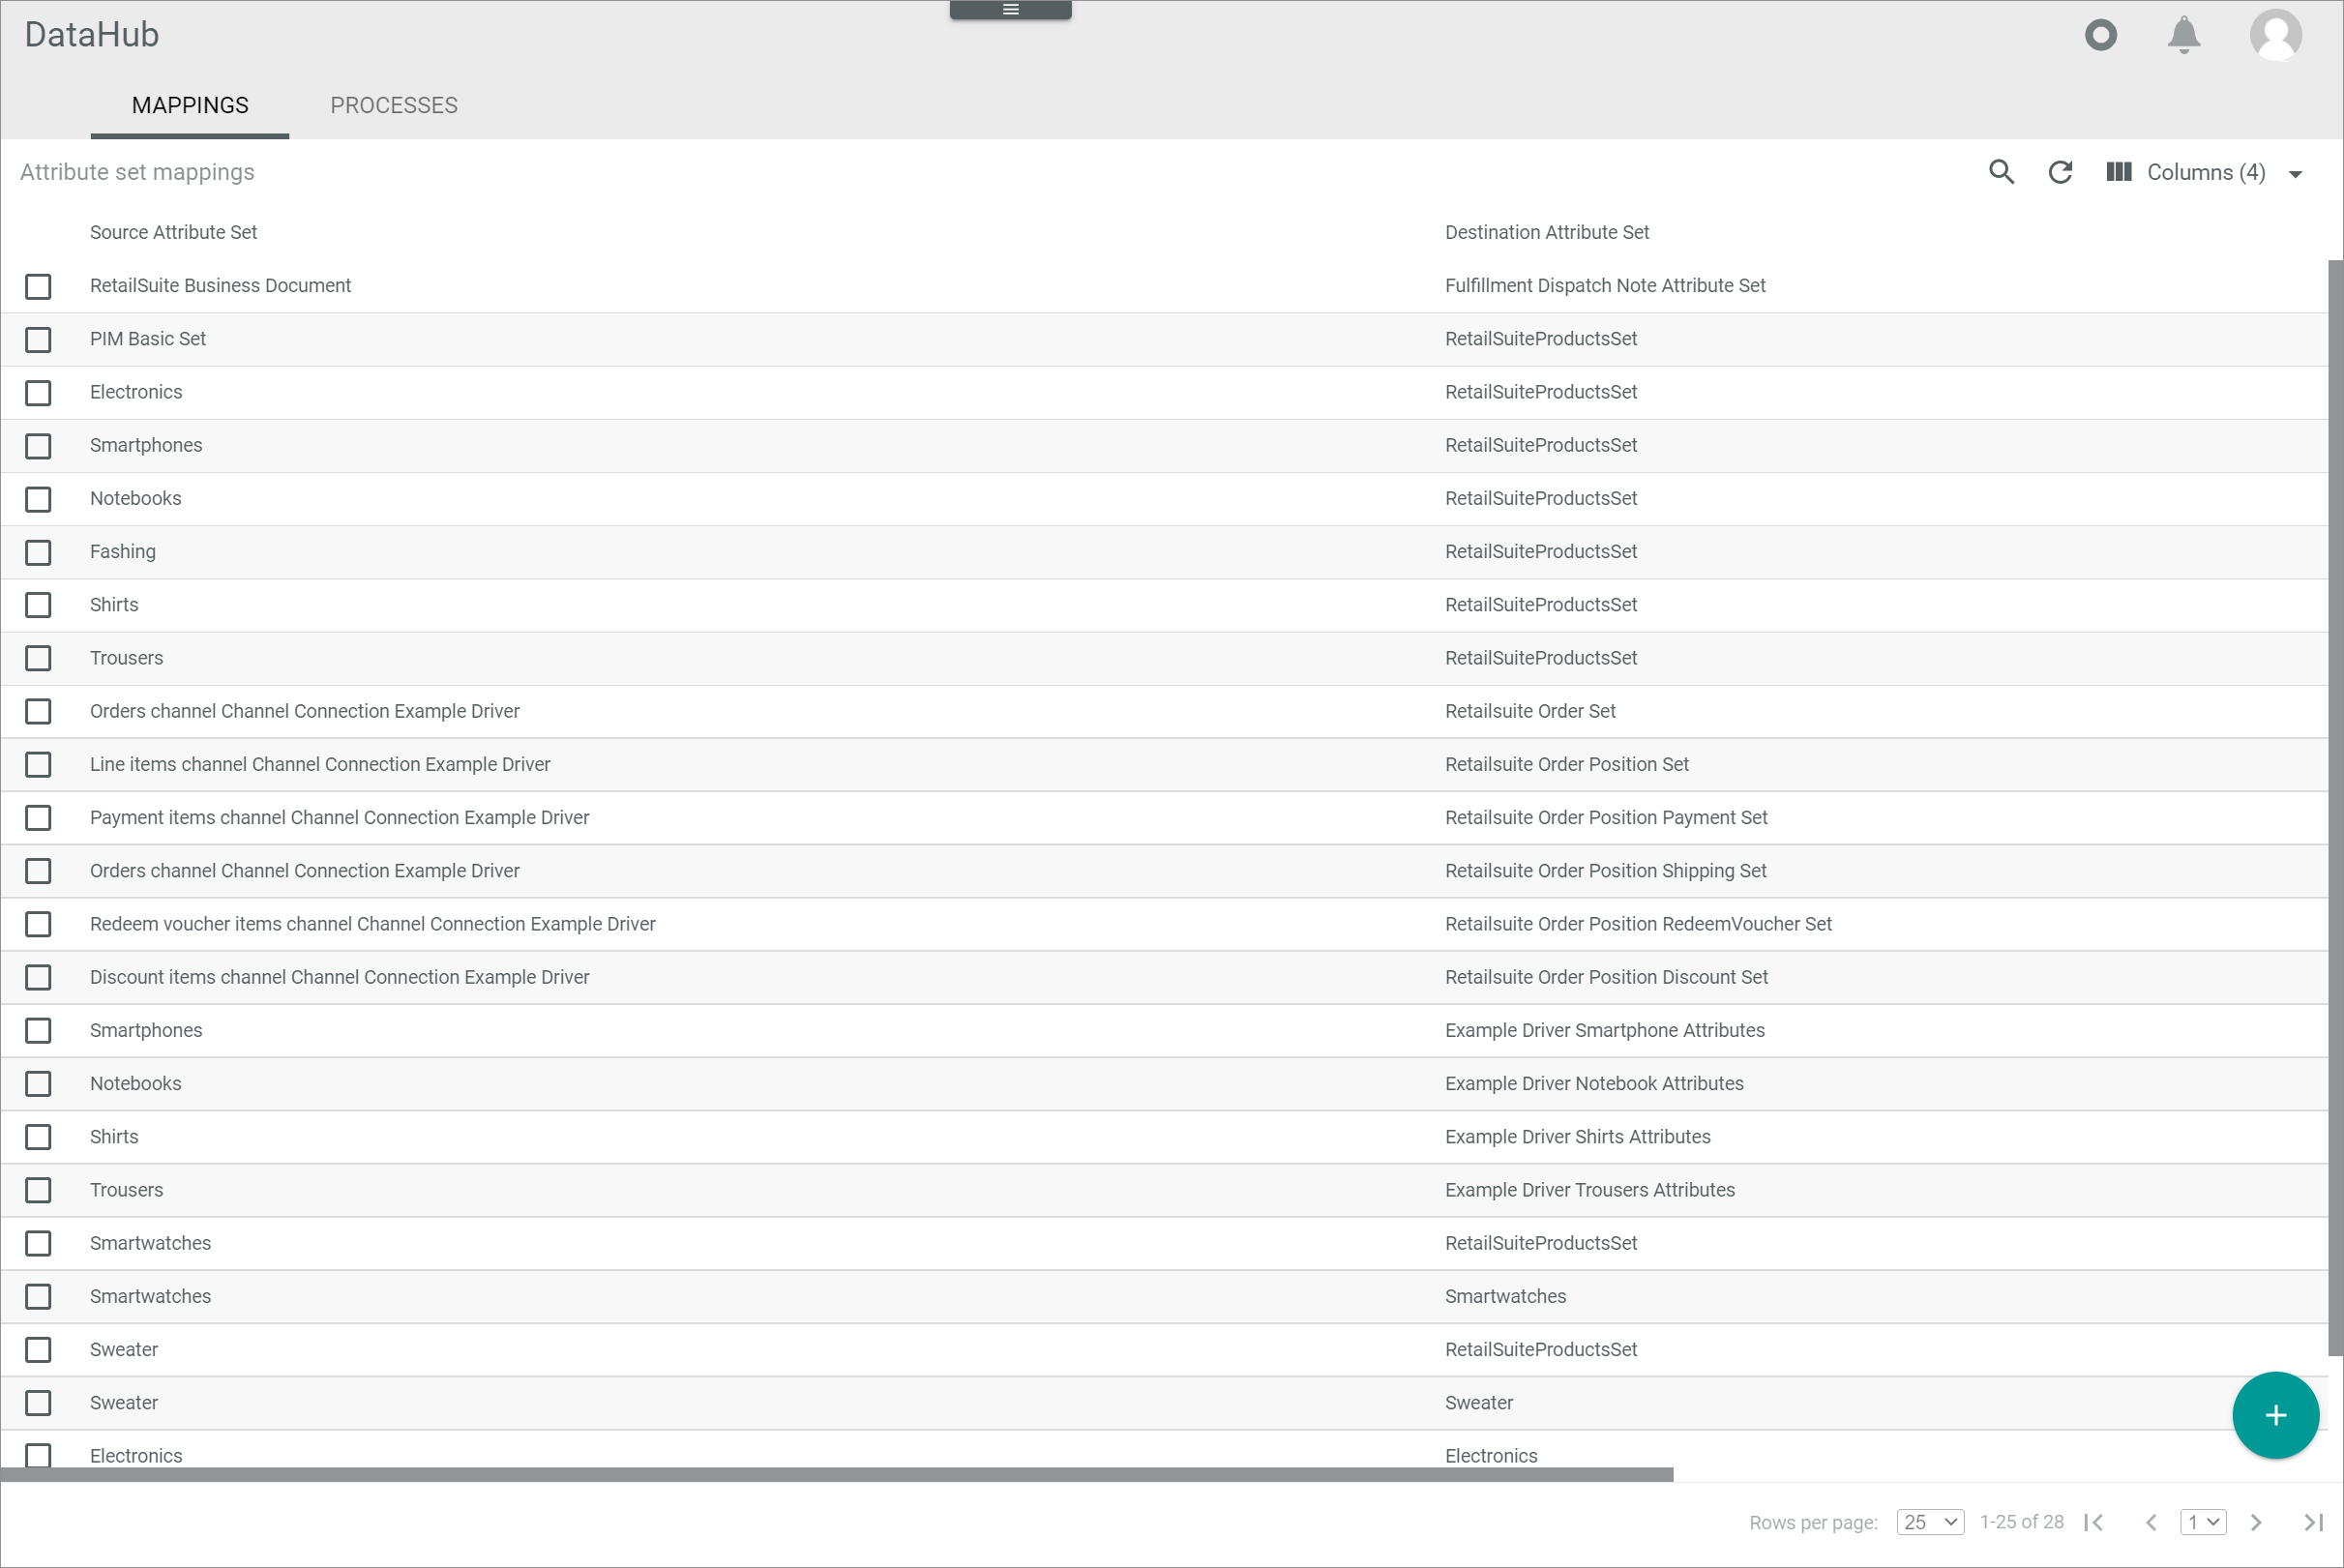 DataHub
MAPPINGS PROCESSES
Attribute set mappings Columns (4)
Source Attribute Set Destination Attribute Set
RetailSuite Business Document Fulfillment Dispatch Note Attribute Set
PIM Basic Set RetailSuiteProductsSet
Electronics RetailSuiteProductsSet
Smartphones RetailSuiteProductsSet
Notebooks RetailSuiteProductsSet
Fashing RetailSuiteProductsSet
Shirts RetailSuiteProductsSet
Trousers RetailSuiteProductsSet
Orders channel Channel Connection Example Driver Retailsuite Order Set
Line items channel Channel Connection Example Driver Retailsuite Order Position Set
Payment items channel Channel Connection Example Driver Retailsuite Order Position Payment Set
Orders channel Channel Connection Example Driver Retailsuite Order Position Shipping Set
Redeem voucher items channel Channel Connection Example Driver Retailsuite Order Position RedeemVoucher Set
Discount items channel Channel Connection Example Driver Retailsuite Order Position Discount Set
Smartphones Example Driver Smartphone Attributes
Notebooks Example Driver Notebook Attributes
Shirts Example Driver Shirts Attributes
Trousers Example Driver Trousers Attributes
Smartwatches RetailSuiteProductsSet
Smartwatches Smartwatches
Sweater RetailSuiteProductsSet
Sweater Sweater
Electronics Electronics
Rows per page: 25 1-25 of 28 1